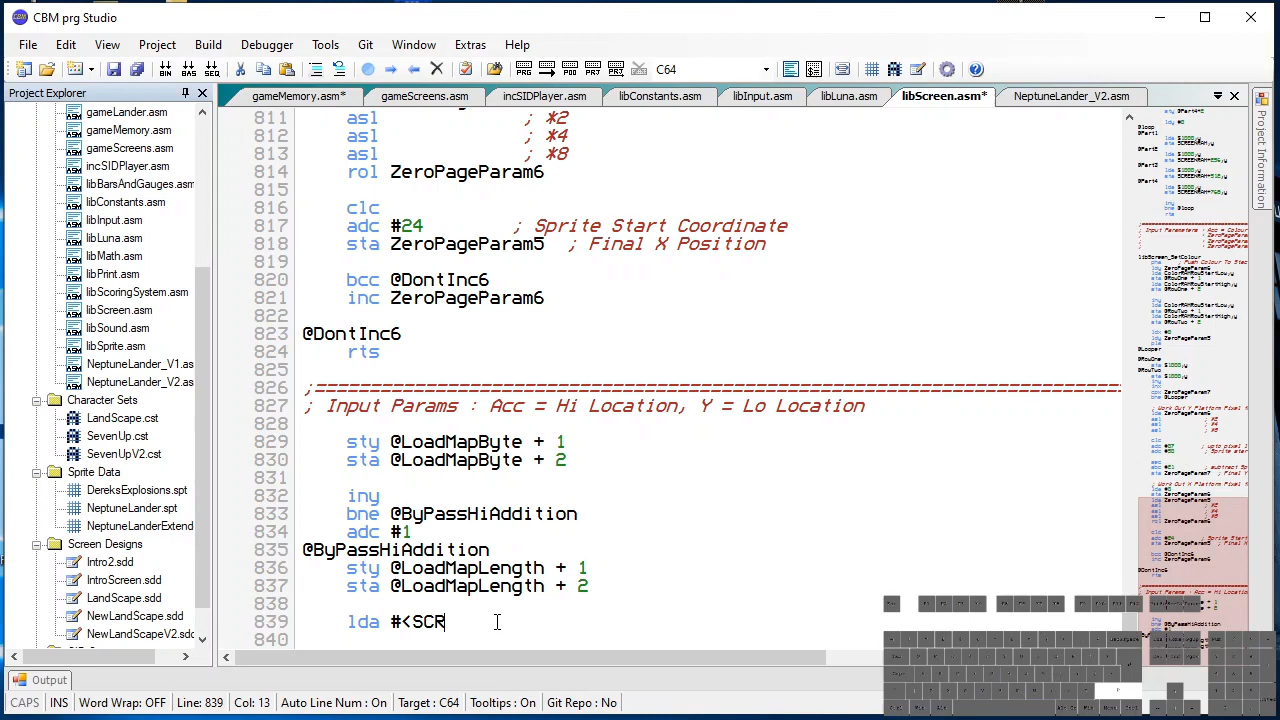 CBM prg Studio
File Edit View Project Build Debugger Tools Git Window Extras Help
C64
Project Explorer
gameMemory.asm* gameScreens.asm incSIDPlayer.asm libConstants.asm libInput.asm libLuna.asm libScreen.asm* NeptuneLander_V2.asm
Project Information
gameLander.asm
gameMemory.asm
gameScreens.asm
incSIDPlayer.asm
libBarsAndGauges.asm
libConstants.asm
libInput.asm
libLuna.asm
libMath.asm
libPrint.asm
libScoringSystem.asm
libScreen.asm
libSound.asm
libSprite.asm
NeptuneLander_V1.as
NeptuneLander_V2.as
Character Sets
LandScape.cst
SevenUp.cst
SevenUpV2.cst
Sprite Data
DereksExplosions.spt
NeptuneLander.spt
NeptuneLanderExtend
Screen Designs
Intro2.sdd
IntroScreen.sdd
LandScape.sdd
NewLandScape.sdd
NewLandScapeV2.sdd
811 asl ; *2
812 asl ; *4
813 asl ; *8
814 rol ZeroPageParam6
815
816 clc
817 adc #24 ; Sprite Start Coordinate
818 sta ZeroPageParam5 ; Final X Position
819
820 bcc @DontInc6
821 inc ZeroPageParam6
822
823 @DontInc6
824 rts
825
826 ;==============================================================================
827 ; Input Params : Acc = Hi Location, Y = Lo Location
828
829 sty @LoadMapByte + 1
830 sta @LoadMapByte + 2
831
832 iny
833 bne @ByPassHiAddition
834 adc #1
835 @ByPassHiAddition
836 sty @LoadMapLength + 1
837 sta @LoadMapLength + 2
838
839 lda #<SCR
840
Output
CAPS INS Word Wrap: OFF Line: 839 Col: 13 Auto Line Num : On Target : C64 Tooltips : On Git Repo : No